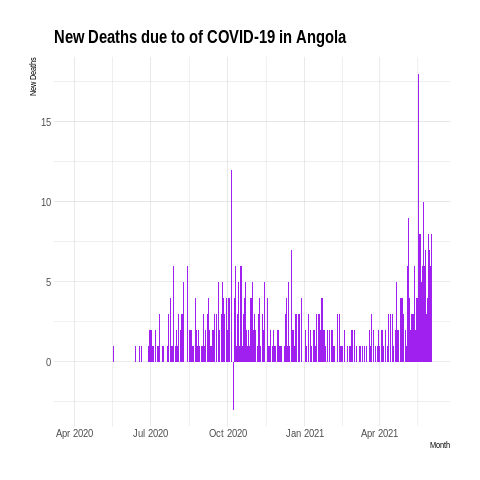 New Deaths due to of COVID-19 in Angola
New Deaths
15
10
5
0
Apr 2020 Jul 2020 Oct 2020 Jan 2021 Apr 2021
Month